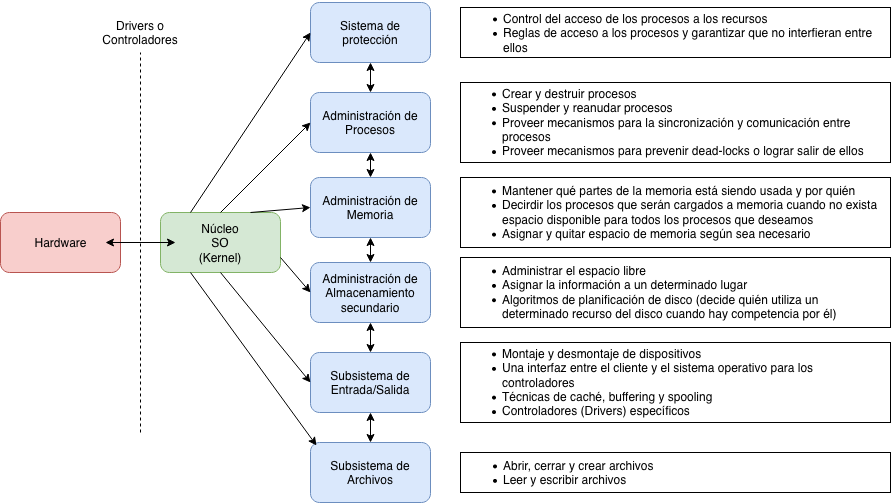 Drivers o
Controladores
Hardware
Núcleo
SO
(Kernel)
Sistema de
protección
• Control del acceso de los procesos a los recursos
• Reglas de acceso a los procesos y garantizar que no interfieran entre
ellos
Administración de
Procesos
• Crear y destruir procesos
• Suspender y reanudar procesos
• Proveer mecanismos para la sincronización y comunicación entre
procesos
• Proveer mecanismos para prevenir dead-locks o lograr salir de ellos
Administración de
Memoria
• Mantener qué partes de la memoria está siendo usada y por quién
• Decirdir los procesos que serán cargados a memoria cuando no exista
espacio disponible para todos los procesos que deseamos
• Asignar y quitar espacio de memoria según sea necesario
Administración de
Almacenamiento
secundario
• Administrar el espacio libre
• Asignar la información a un determinado lugar
• Algoritmos de planificación de disco (decide quién utiliza un
determinado recurso del disco cuando hay competencia por él)
Subsistema de
Entrada/Salida
• Montaje y desmontaje de dispositivos
• Una interfaz entre el cliente y el sistema operativo para los
controladores
• Técnicas de caché, buffering y spooling
• Controladores (Drivers) específicos
Subsistema de
Archivos
• Abrir, cerrar y crear archivos
• Leer y escribir archivos